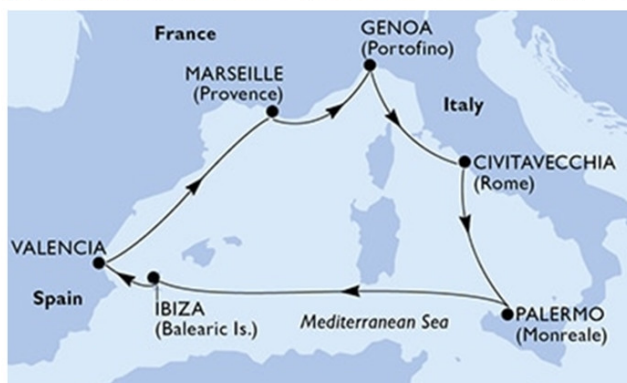 France
GENOA
(Portofino)
MARSEILLE
(Provence)
Italy
CIVITAVECCHIA
(Rome)
VALENCIA
Spain
IBIZA
(Balearic Is.)
Mediterranean Sea
PALERMO
(Monreale)